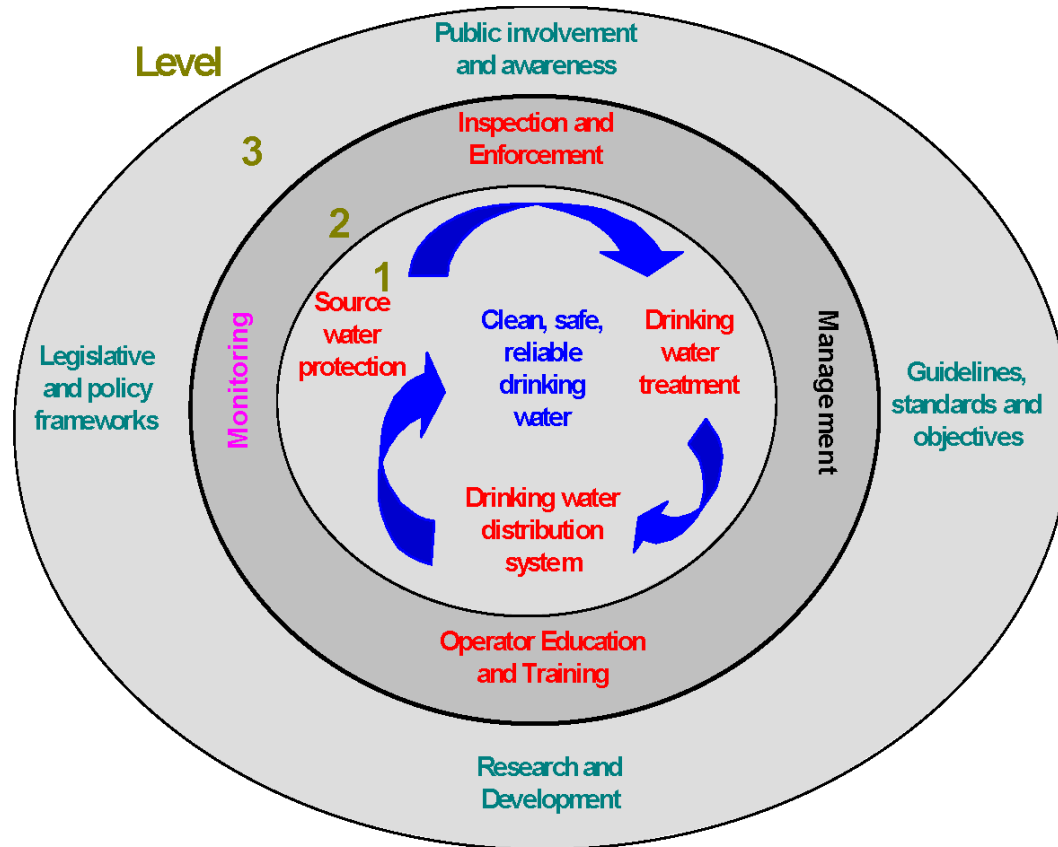 Level
Public involvement
and awareness
3
Inspection and
Enforcement
2
1
Source
water
protection
Clean, safe,
reliable
drinking
water
Drinking
water
treatment
Monitoring
Management
Legislative
and policy
frameworks
Guidelines,
standards and
objectives
Drinking water
distribution
system
Operator Education
and Training
Research and
Development